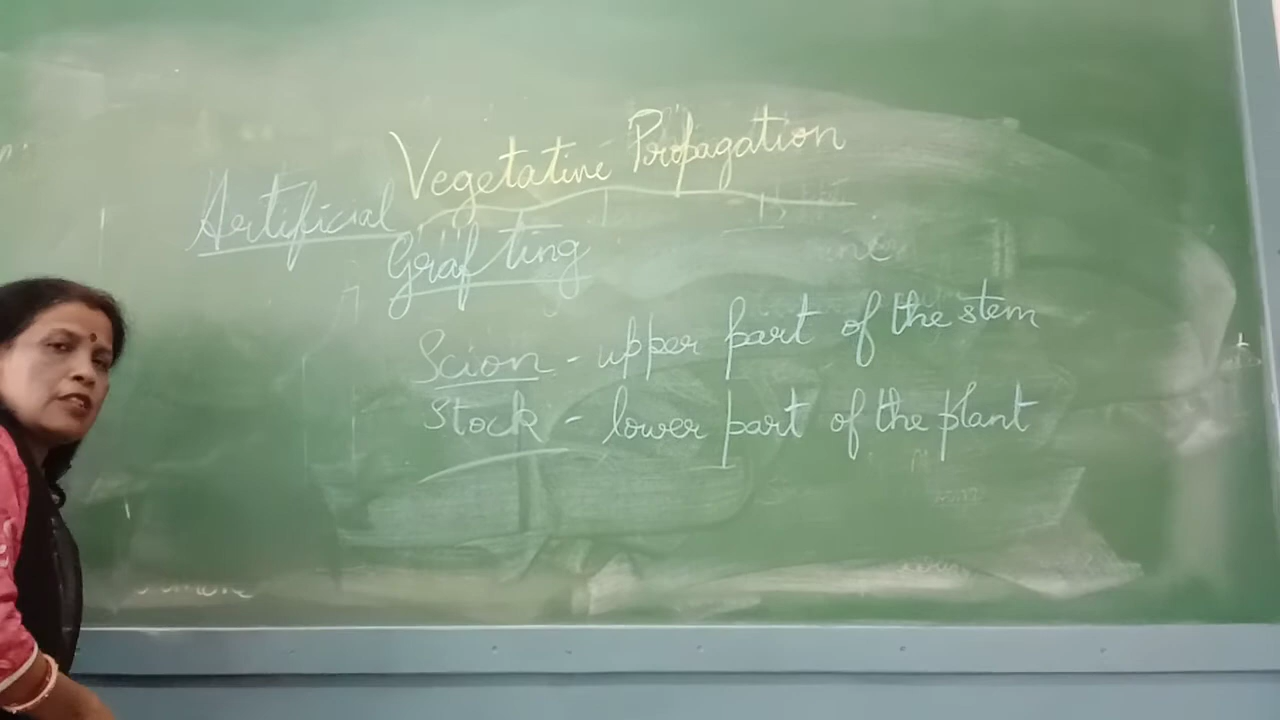 Vegetative Propagation
Artificial
Grafting
Scion - upper part of the stem
Stock - lower part of the plant